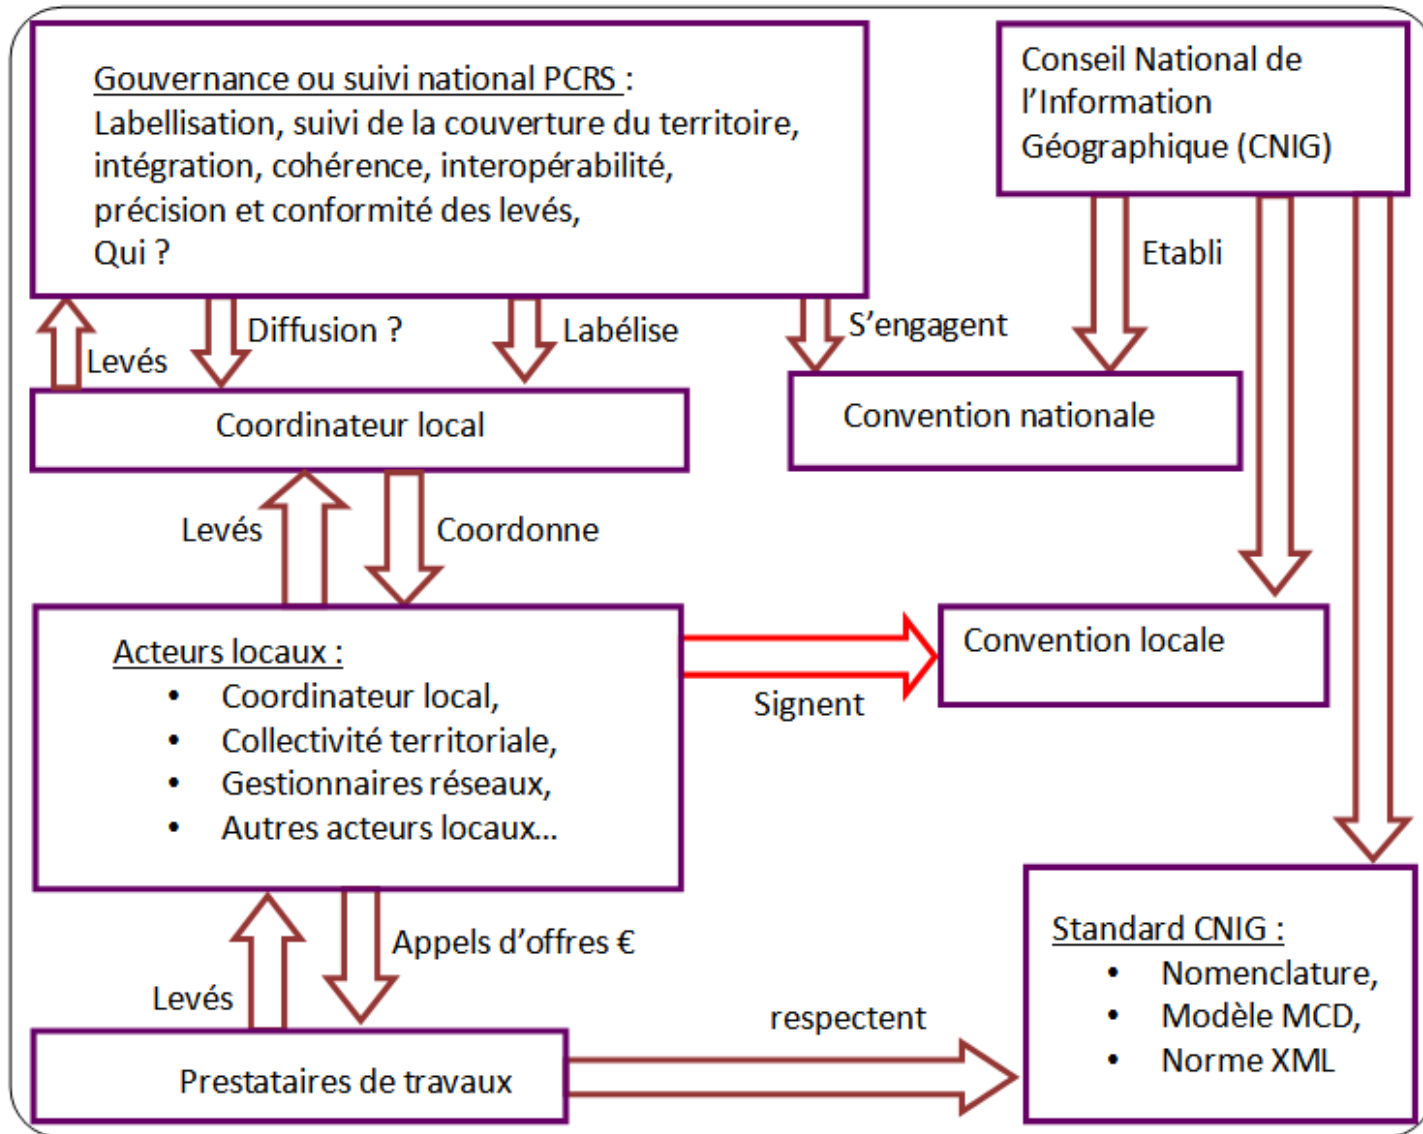 Gouvernance ou suivi national PCRS :
Labellisation, suivi de la couverture du territoire,
intégration, cohérence, interopérabilité,
précision et conformité des levés,
Qui ?
Conseil National de
l’Information
Géographique (CNIG)
Etabli
Levés
Diffusion ?
Labélise
S’engagent
Coordinateur local
Convention nationale
Levés
Coordonne
Acteurs locaux :
• Coordinateur local,
• Collectivité territoriale,
• Gestionnaires réseaux,
• Autres acteurs locaux...
Signent
Convention locale
Levés
Appels d’offres €
Prestataires de travaux
respectent
Standard CNIG :
• Nomenclature,
• Modèle MCD,
• Norme XML